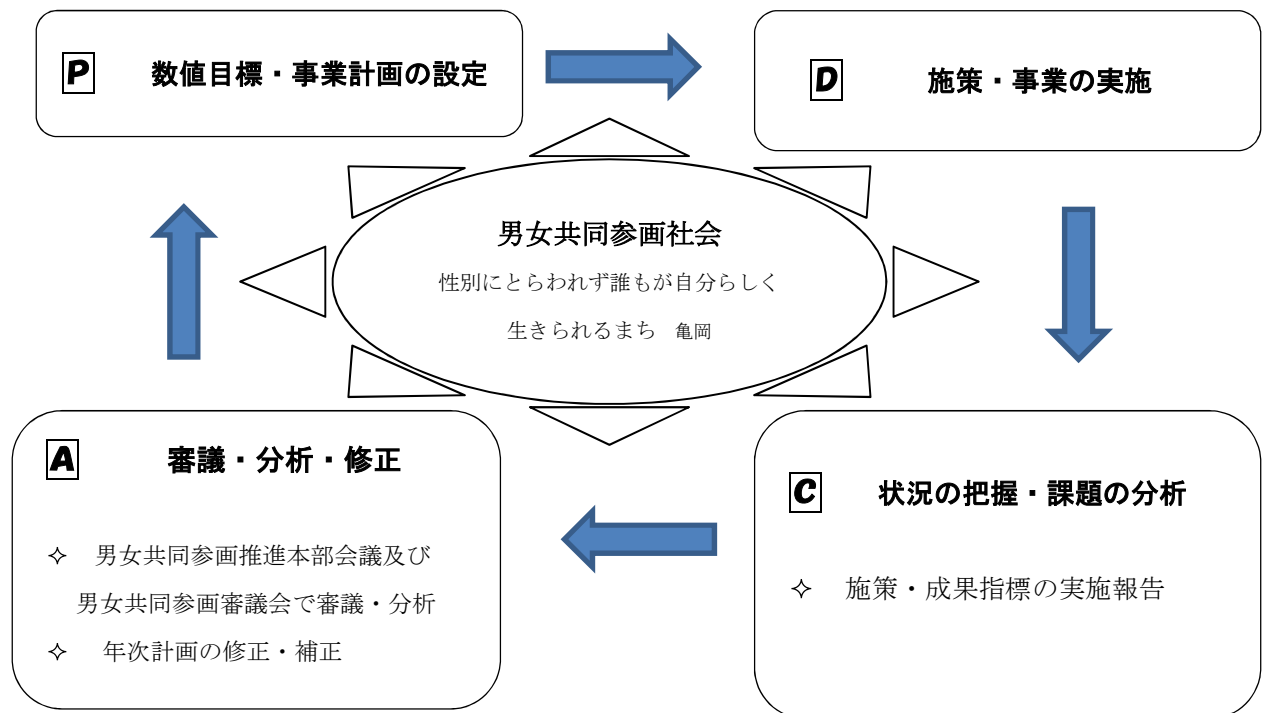 P 数値目標・事業計画の設定
D 施策・事業の実施
男女共同参画社会
性別にとらわれず誰もが自分らしく
生きられるまち　亀岡
A 審議・分析・修正
✧ 男女共同参画推進本部会議及び
男女共同参画審議会で審議・分析
✧ 年次計画の修正・補正
C 状況の把握・課題の分析
✧ 施策・成果指標の実施報告